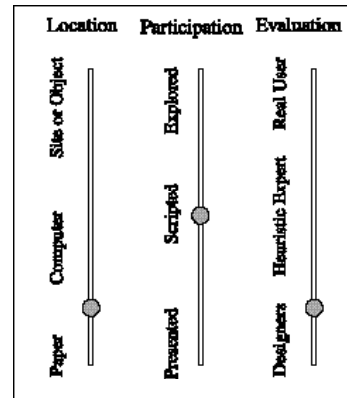 Location
Participation
Evaluation
Site or Object
Computer
Paper
Explored
Scripted
Presented
Real User
Heuristic Expert
Designers